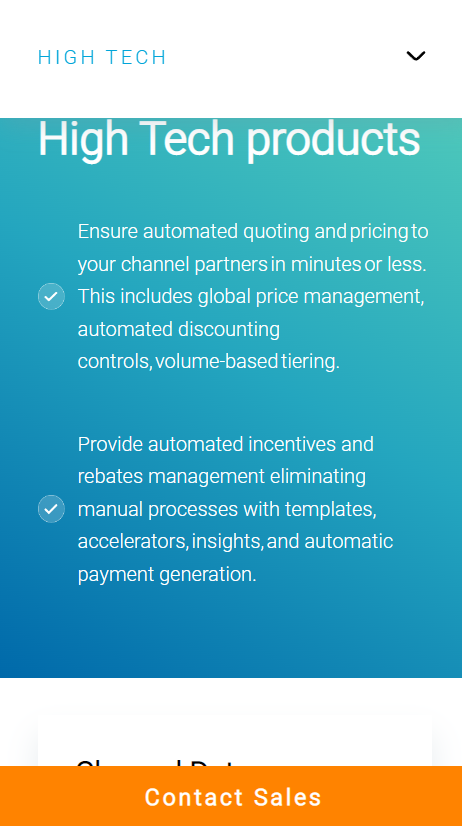 HIGH TECH
High Tech products
Ensure automated quoting and pricing to
your channel partners in minutes or less.
This includes global price management,
automated discounting
controls, volume-based tiering.
Provide automated incentives and
rebates management eliminating
manual processes with templates,
accelerators, insights, and automatic
payment generation.
Contact Sales